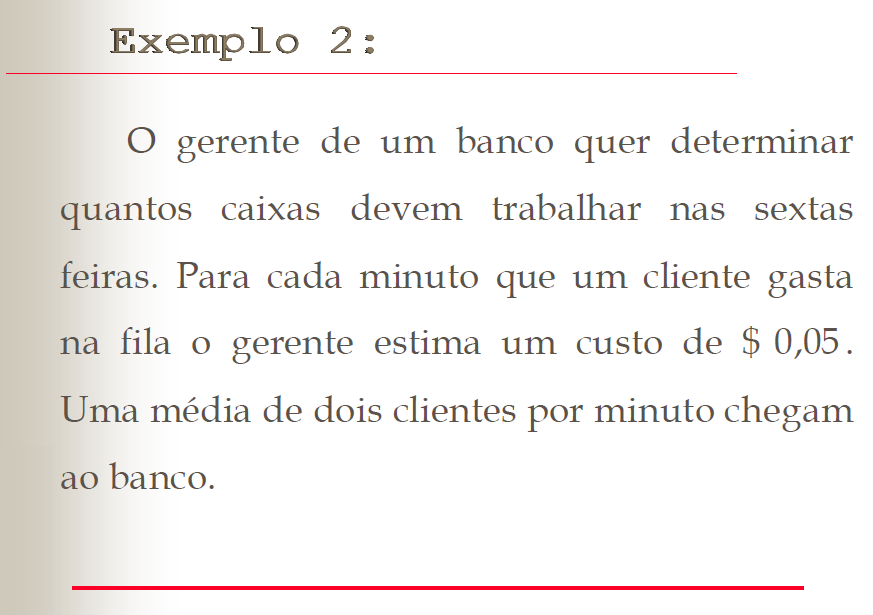 Exemplo 2:
O gerente de um banco quer determinar
quantos caixas devem trabalhar nas sextas
feiras. Para cada minuto que um cliente gasta
na fila o gerente estima um custo de $ 0,05.
Uma média de dois clientes por minuto chegam
ao banco.